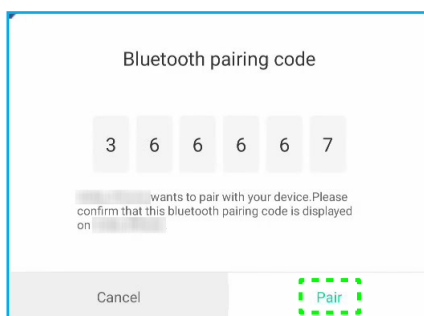 Bluetooth pairing code
3 6 6 6 6 7
wants to pair with your device.Please
confirm that this bluetooth pairing code is displayed
on
Cancel Pair